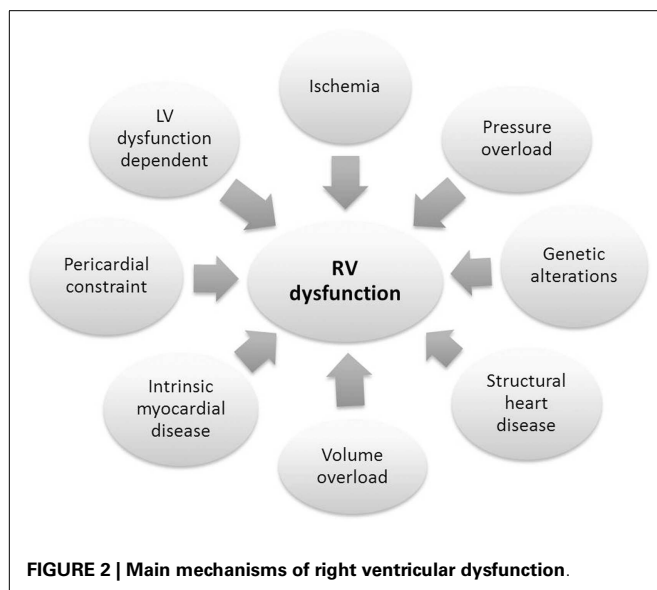 Ischemia
Pressure
overload
Genetic
alterations
Structural
heart
disease
Volume
overload
Intrinsic
myocardial
disease
Pericardial
constraint
LV
dysfunction
dependent
RV
dysfunction
FIGURE 2 | Main mechanisms of right ventricular dysfunction.